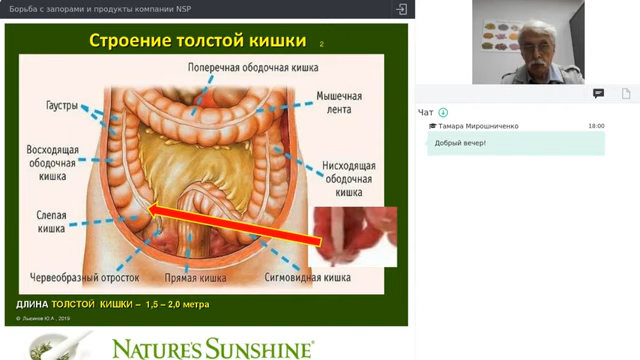 Борьба с запорами и продукты компании NSP
Строение толстой кишки 2
Поперечная ободочная кишка
Гаустры
Мышечная
лента
Восходящая
ободочная
кишка
Нисходящая
ободочная
кишка
Слепая
кишка
Червеобразный отросток
Прямая кишка
Сигмовидная кишка
ДЛИНА ТОЛСТОЙ КИШКИ – 1,5 – 2,0 метра
© Лысиков Ю.А., 2019
NATURE'S SUNSHINE®
Чат
Тамара Мирошниченко 18:00
Добрый вечер!